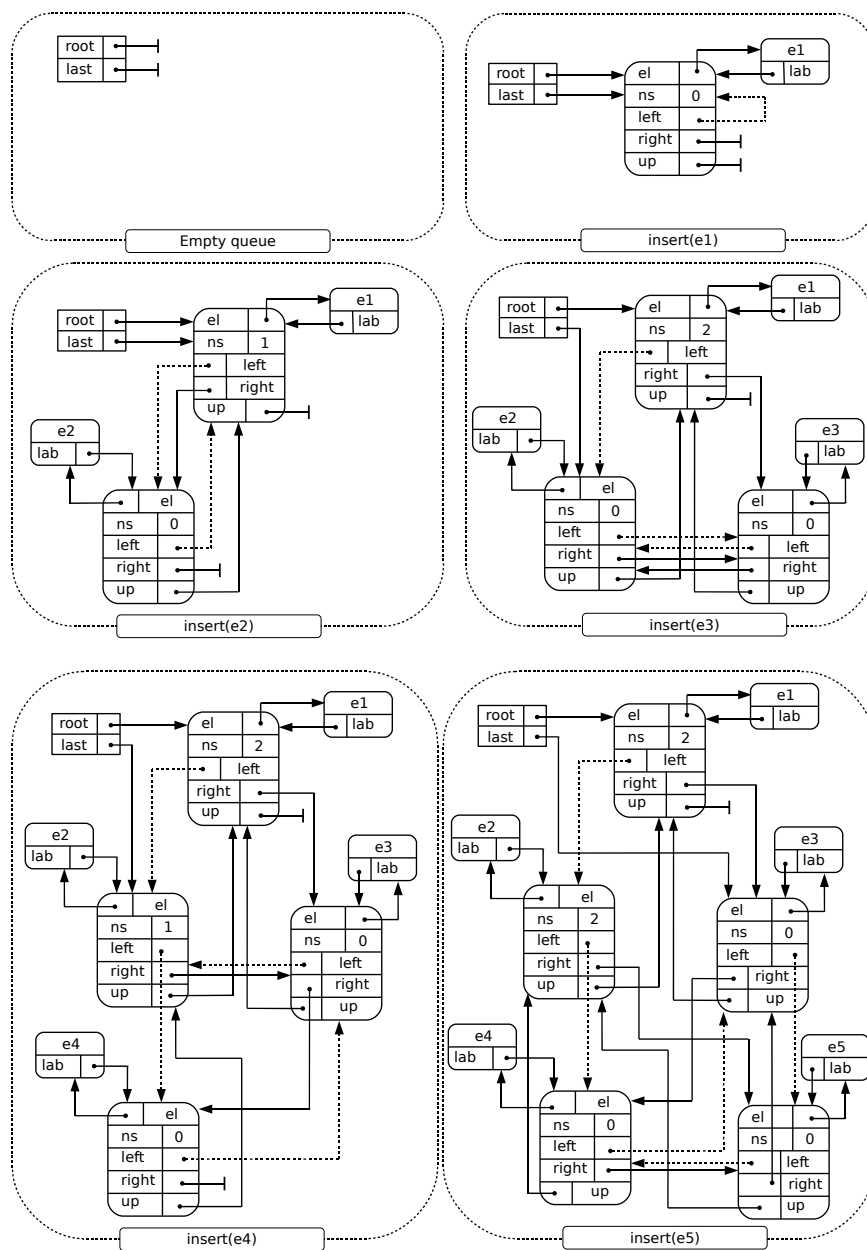 root
last
Empty queue
e1
lab
root
last
el
ns 0
left
right
up
insert(e1)
e1
lab
root
last
el
ns 1
left
right
up
e2
lab
el
ns 0
left
right
up
insert(e2)
e1
lab
root
last
el
ns 2
left
right
up
e2
lab
e3
lab
el
ns 0
left
right
up
el
ns 0
left
right
up
insert(e3)
e1
lab
root
last
el
ns 2
left
right
up
e2
lab
e3
lab
el
ns 1
left
right
up
el
ns 0
left
right
up
e4
lab
el
ns 0
left
right
up
insert(e4)
e1
lab
root
last
el
ns 2
left
right
up
e2
lab
e3
lab
el
ns 2
left
right
up
el
ns 0
left
right
up
e4
lab
e5
lab
el
ns 0
left
right
up
el
ns 0
left
right
up
insert(e5)